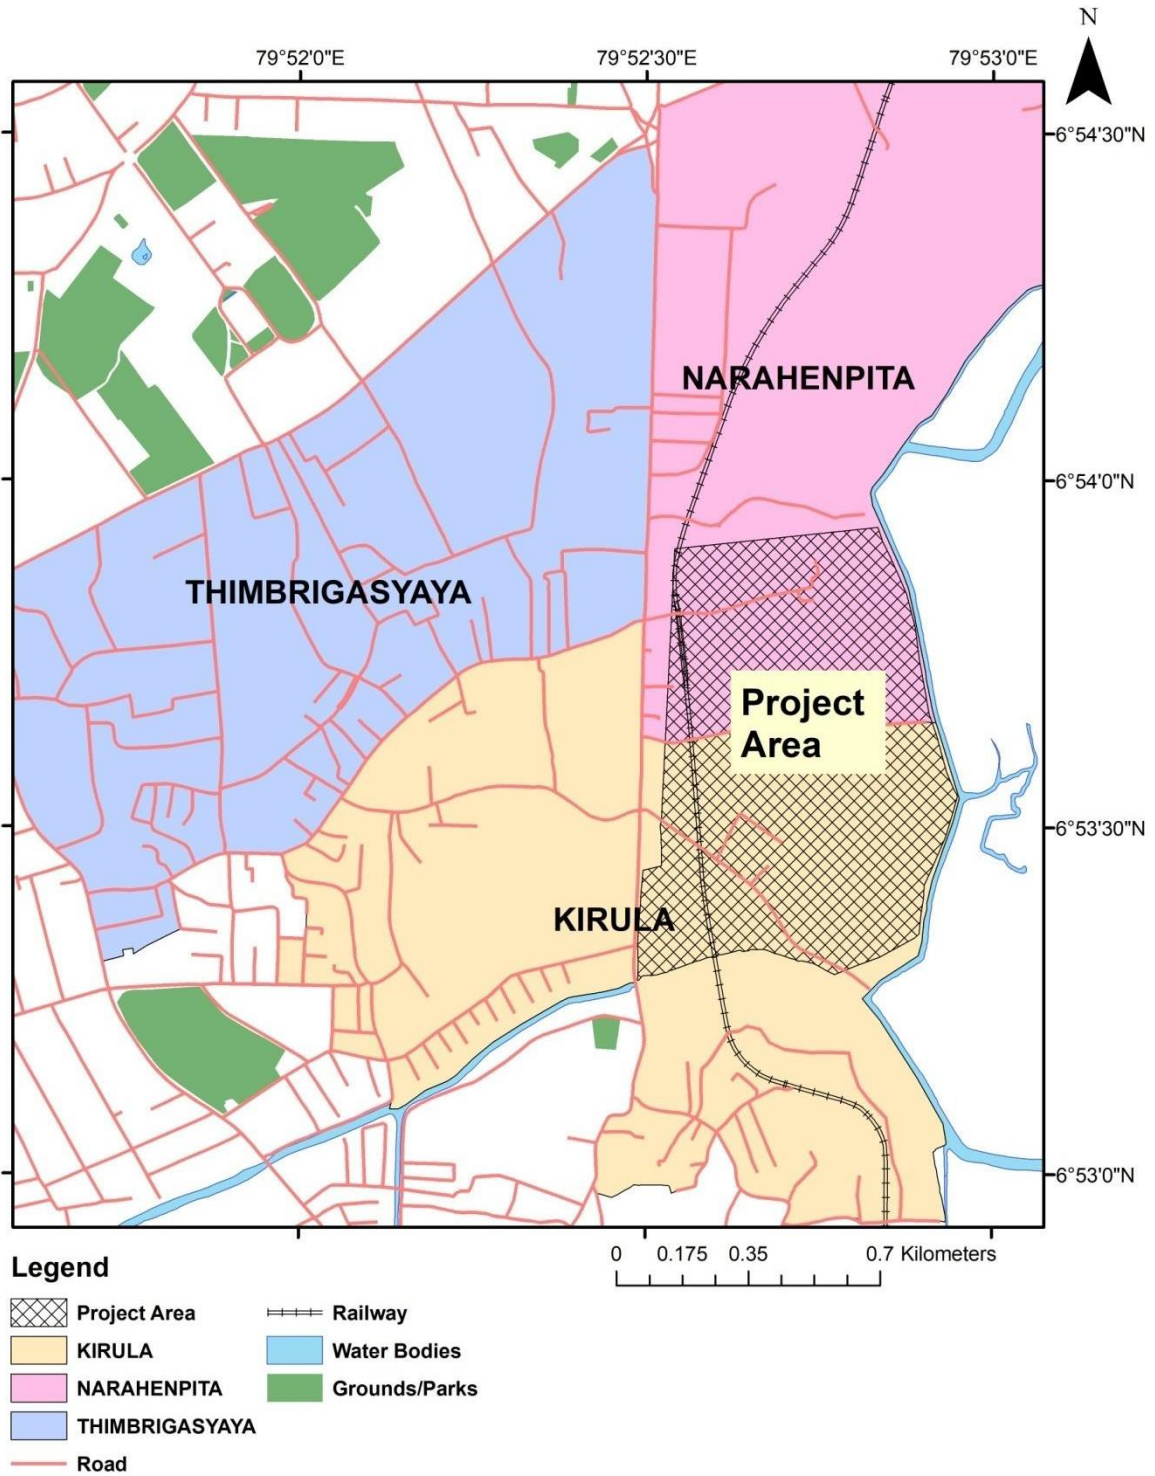 N
79°52'0"E 79°52'30"E 79°53'0"E
6°54'30"N
NARAHENPITA
6°54'0"N
THIMBRIGASYAYA
Project
Area
6°53'30"N
KIRULA
6°53'0"N
0 0.175 0.35 0.7 Kilometers
Legend
Project Area
KIRULA
NARAHENPITA
THIMBRIGASYAYA
Road
Railway
Water Bodies
Grounds/Parks